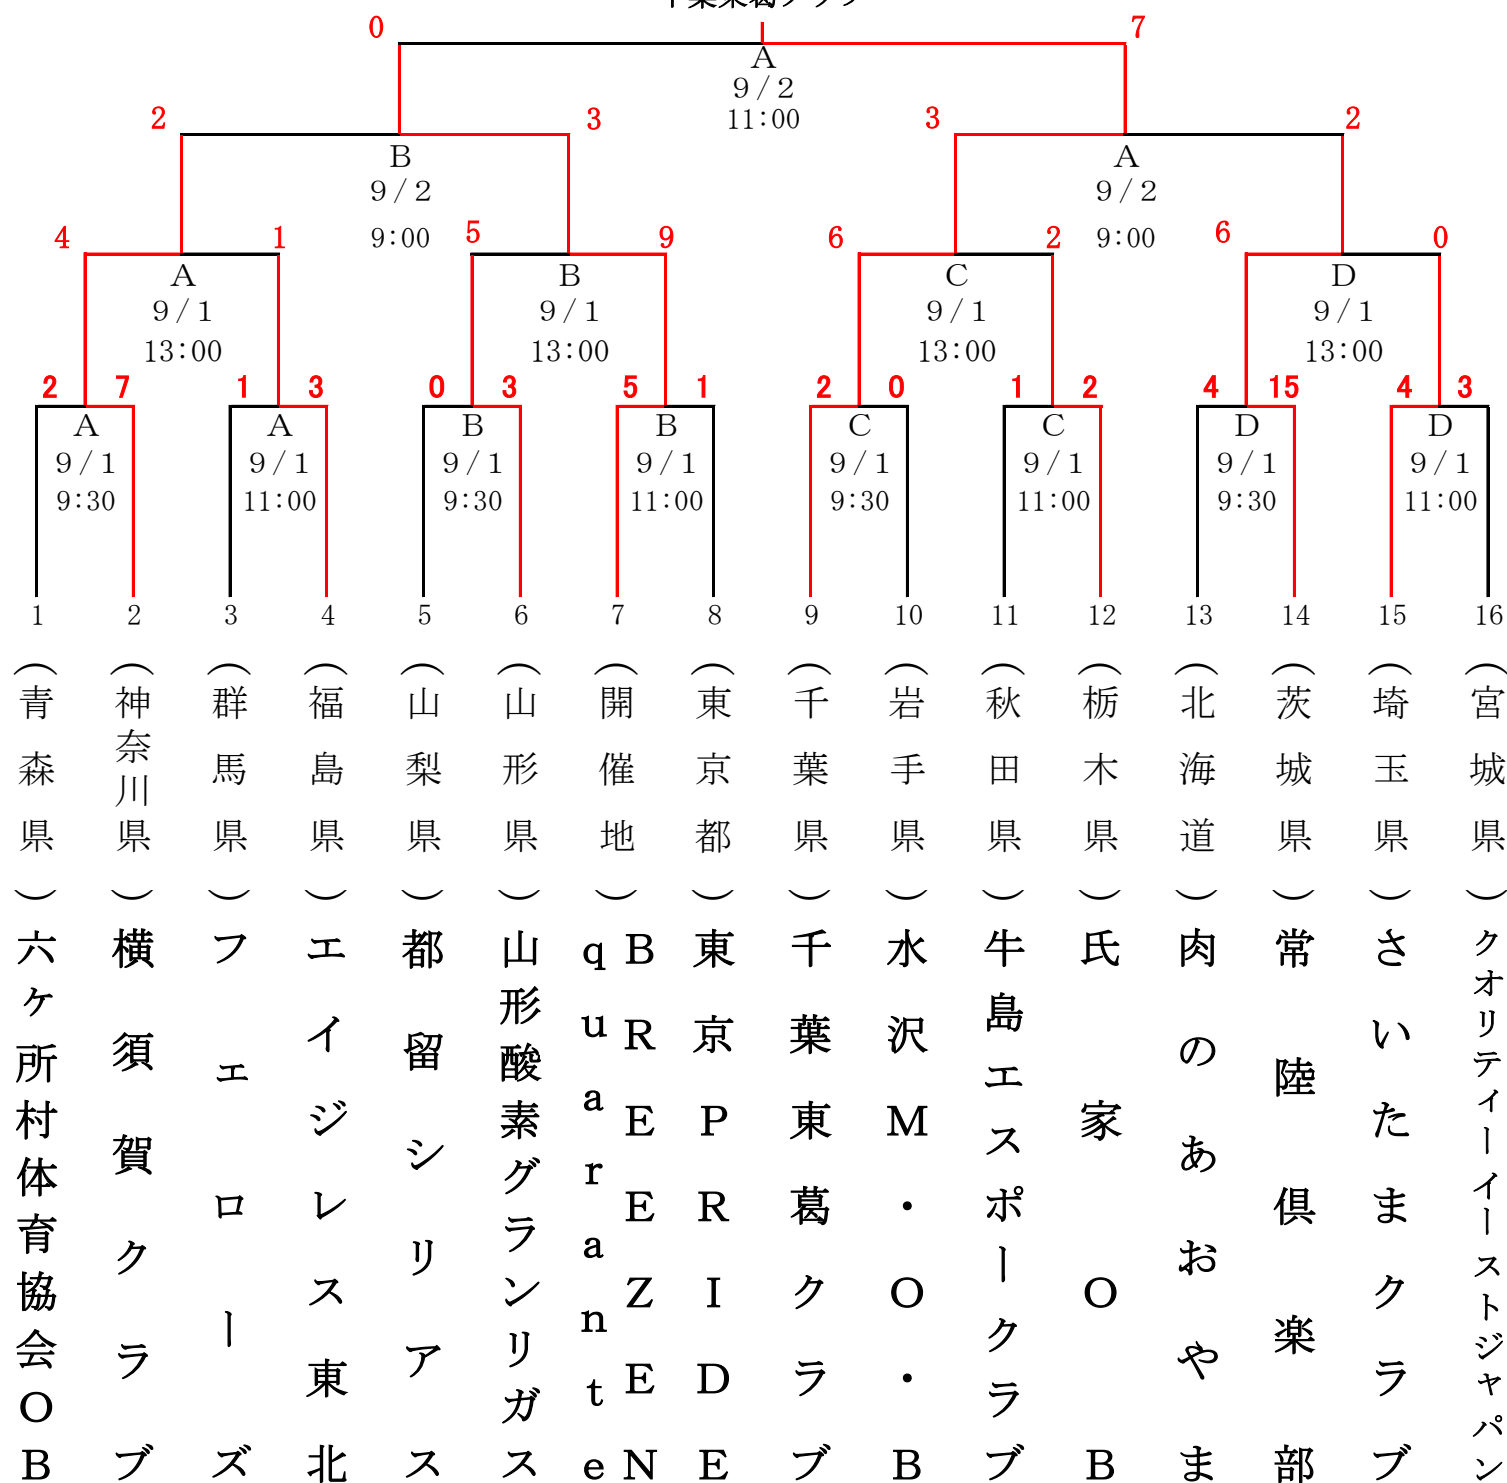 千葉東葛クラブ
0 7
A
9/2
11:00
2 3 3 2
B A
9/2 9/2
9:00 9:00
4 1 5 9 6 2 6 0
A B C D
9/1 9/1 9/1 9/1
13:00 13:00 13:00 13:00
2 7 1 3 0 3 5 1 2 0 1 2 4 15 4 3
A A B B C C D D
9/1 9/1 9/1 9/1 9/1 9/1 9/1 9/1
9:30 11:00 9:30 11:00 9:30 11:00 9:30 11:00
1 2 3 4 5 6 7 8 9 10 11 12 13 14 15 16
(青森県)六ヶ所村体育協会OB
(神奈川県)横須賀クラブ
(群馬県)フェローズ
(福島県)エイジレス東北
(山梨県)都留シリアス
(山形県)山形酸素グランリガス
(開催地)BREEZEN
quarante
(東京都)東京PRIDE
(千葉県)千葉東葛クラブ
(岩手県)水沢M・O・B
(秋田県)牛島エスポークラブ
(栃木県)氏家OB
(北海道)肉のあおやま
(茨城県)常陸倶楽部
(埼玉県)さいたまクラブ
(宮城県)クオリティーイーストジャパン